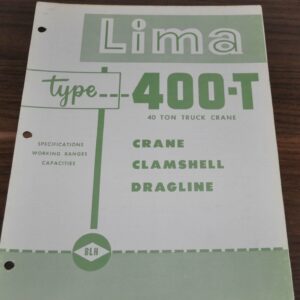 Lima
type---400-T
40 TON TRUCK CRANE
SPECIFICATIONS
WORKING RANGES
CAPACITIES
CRANE
CLAMSHELL
DRAGLINE
BLH